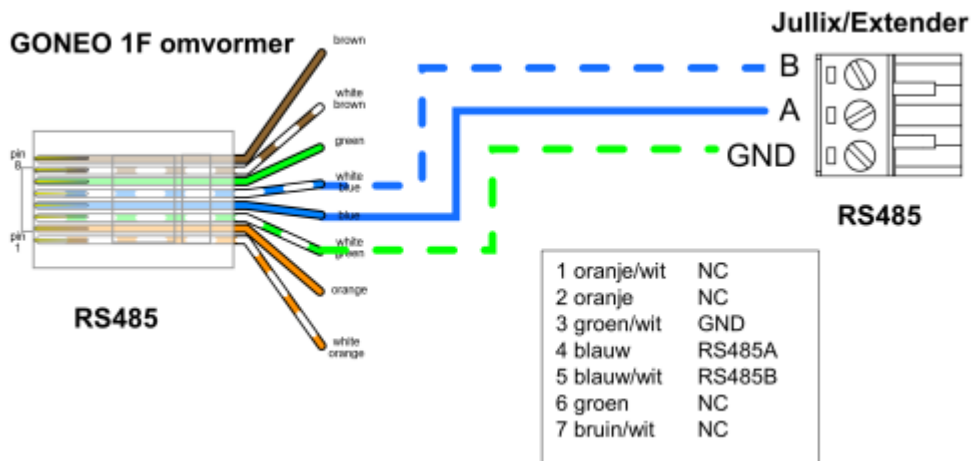 Jullix/Extender
GONEO 1F omvormer
brown
white
brown
green
white
blue
blue
white
green
orange
white
orange
pin
8
pin
1
B
A
GND
RS485
RS485
1 oranje/wit NC
2 oranje NC
3 groen/wit GND
4 blauw RS485A
5 blauw/wit RS485B
6 groen NC
7 bruin/wit NC